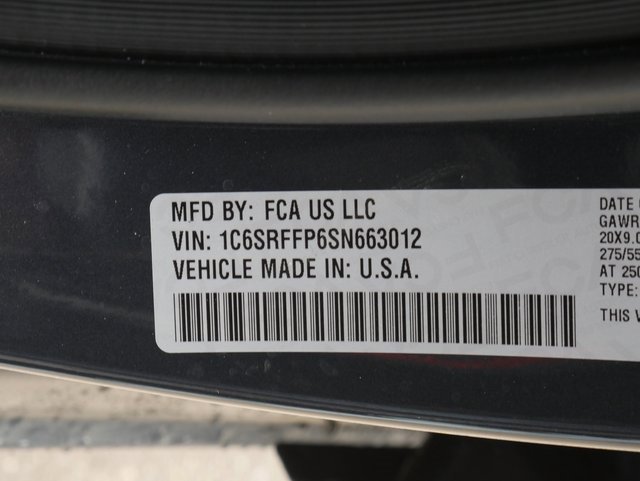 MFD BY: FCA US LLC
VIN: 1C6SRFFP6SN663012
VEHICLE MADE IN: U.S.A.
DATE
GAWR
20X9.0
275/55
AT 250
TYPE:
THIS V